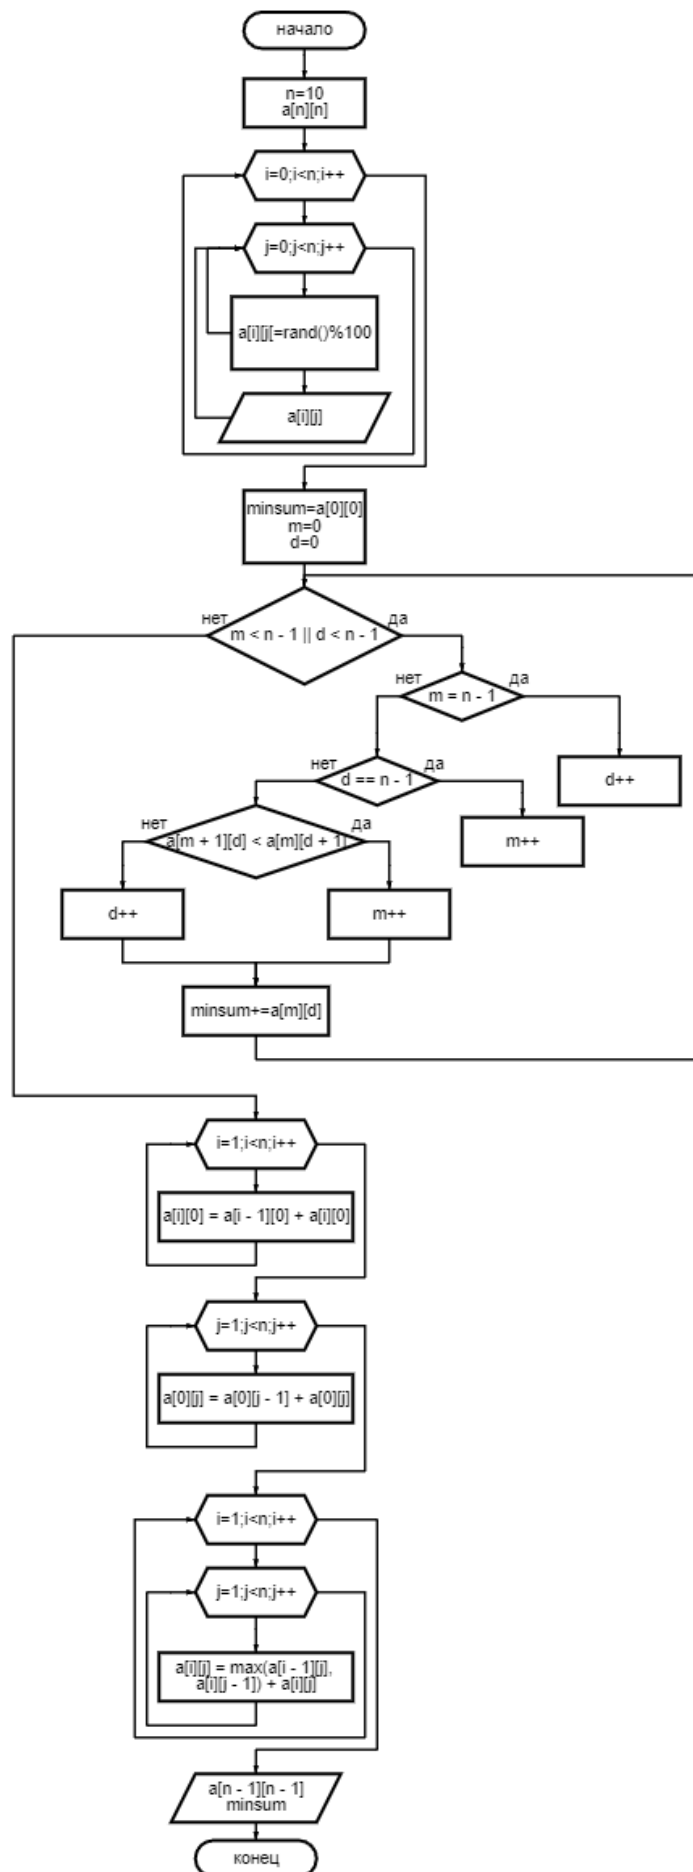 начало
n=10
a[n][n]
i=0;i<n;i++
j=0;j<n;j++
a[i][j[=rand()%100
a[i][j]
minsum=a[0][0]
m=0
d=0
нет
m < n - 1 || d < n - 1
да
нет
m = n - 1
да
нет
d == n - 1
да
d++
нет
a[m + 1][d] < a[m][d + 1]
да
m++
d++
m++
minsum+=a[m][d]
i=1;i<n;i++
a[i][0] = a[i - 1][0] + a[i][0]
j=1;j<n;j++
a[0][j] = a[0][j - 1] + a[0][j]
i=1;i<n;i++
j=1;j<n;j++
a[i][j] = max(a[i - 1][j],
a[i][j - 1]) + a[i][j]
a[n - 1][n - 1]
minsum
конец